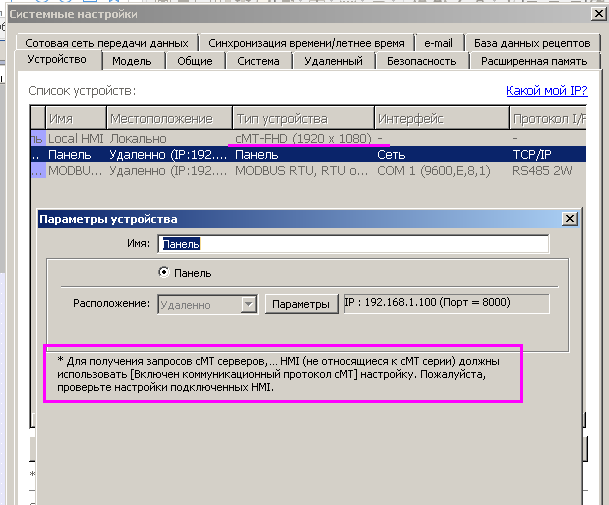 Системные настройки
Сотовая сеть передачи данных Синхронизация времени/летнее время e-mail База данных рецептов
Устройство Модель Общие Система Удаленный Безопасность Расширенная память
Список устройств: Какой мой IP?
Имя Местоположение Тип устройства Интерфейс Протокол I/F
Local HMI Локально cMT-FHD (1920 x 1080) - -
... Панель Удаленно (IP:192.... Панель Сеть TCP/IP
... MODBU... Удаленно (IP:192.... MODBUS RTU, RTU o... COM 1 (9600,E,8,1) RS485 2W
Параметры устройства
Имя: Панель
Панель
Расположение: Удаленно Параметры IP : 192.168.1.100 (Порт = 8000)
* Для получения запросов cMT серверов,... HMI (не относящиеся к cMT серии) должны
использовать [Включен коммуникационный протокол cMT] настройку. Пожалуйста,
проверьте настройки подключенных HMI.
*